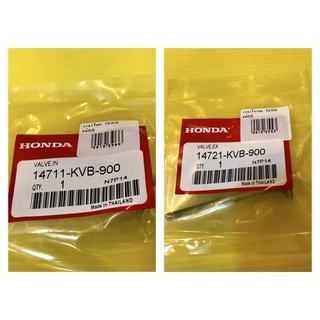 HONDA
VALVE,IN
14711-KVB-900
QTY. 1
N7P14
Made in THAILAND
HONDA
VALVE,EX
14721-KVB-900
QTY. 1
N7P14
Made in THAILAND